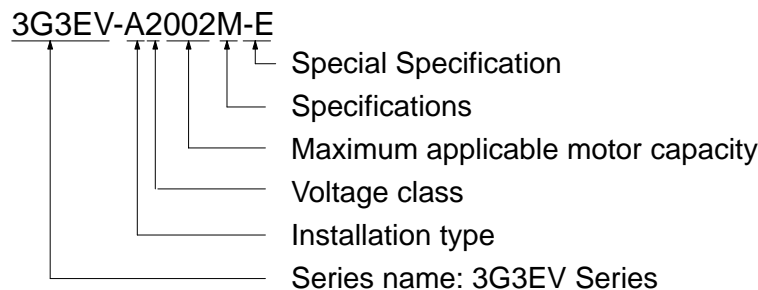 3G3EV-A2002M-E
Special Specification
Specifications
Maximum applicable motor capacity
Voltage class
Installation type
Series name: 3G3EV Series